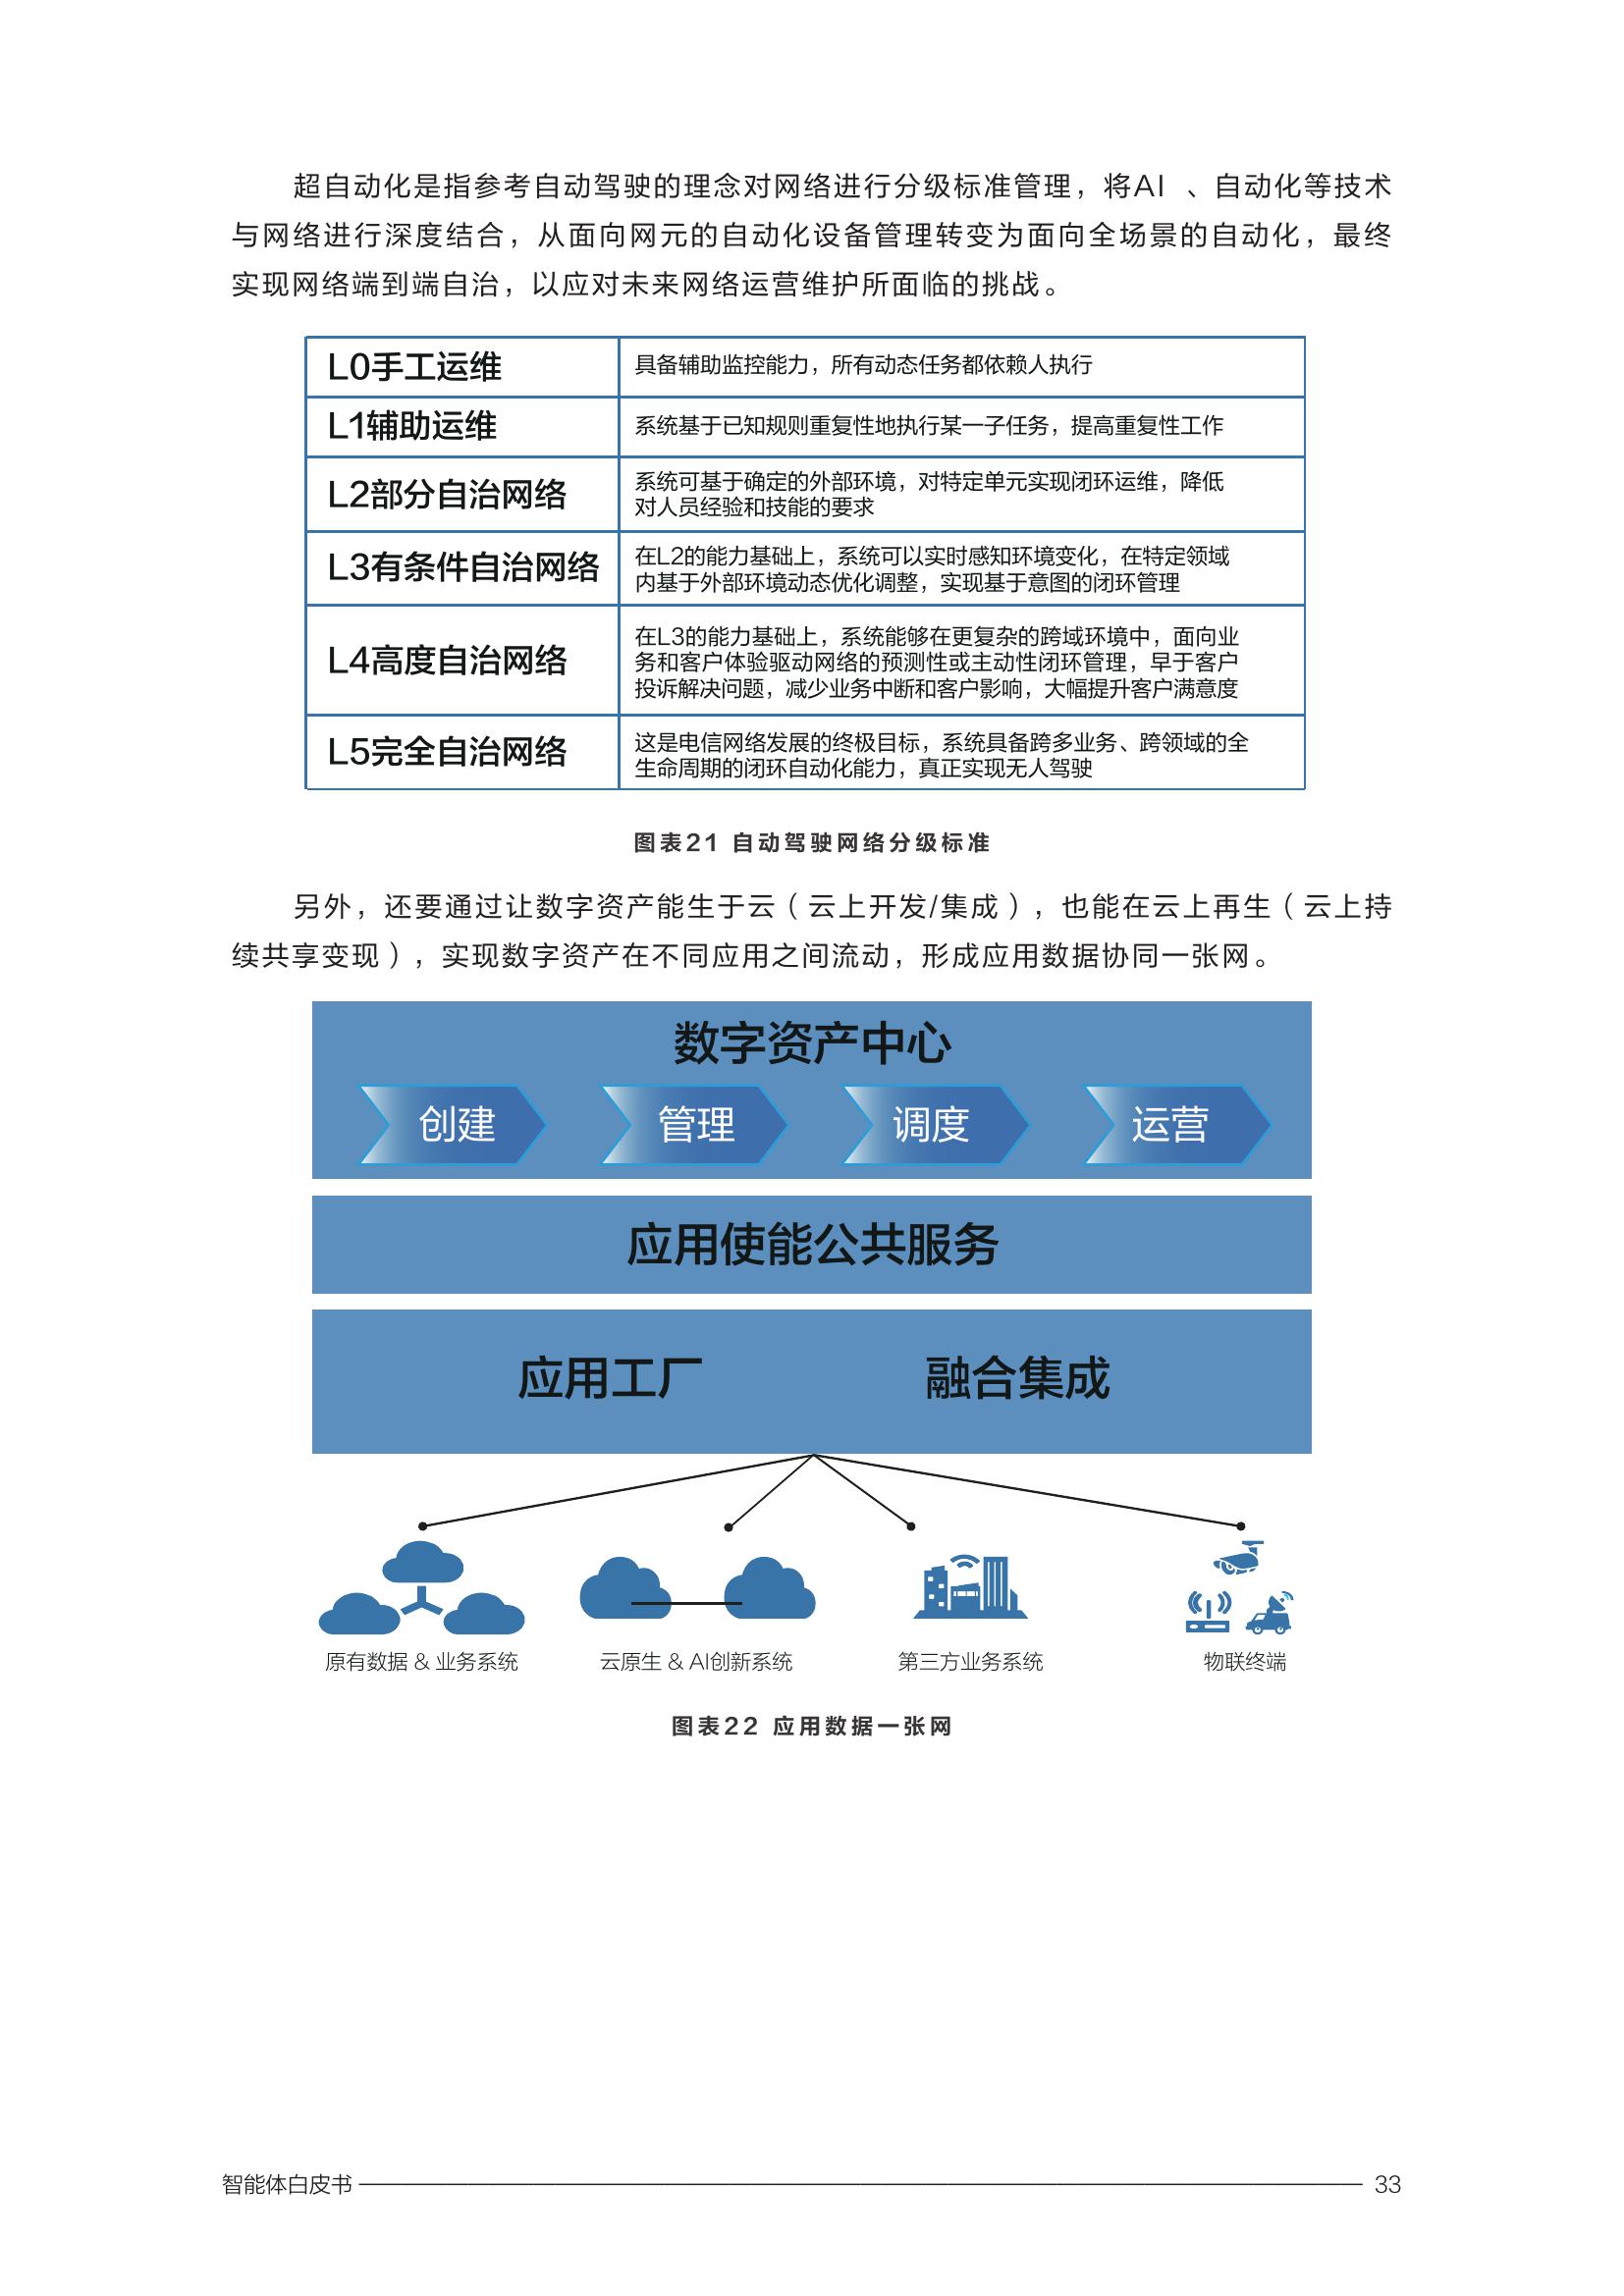 超自动化是指参考自动驾驶的理念对网络进行分级标准管理，将AI 、自动化等技术
与网络进行深度结合，从面向网元的自动化设备管理转变为面向全场景的自动化，最终
实现网络端到端自治，以应对未来网络运营维护所面临的挑战。
L0手工运维
具备辅助监控能力，所有动态任务都依赖人执行
L1辅助运维
系统基于已知规则重复性地执行某一子任务，提高重复性工作
L2部分自治网络
系统可基于确定的外部环境，对特定单元实现闭环运维，降低
对人员经验和技能的要求
L3有条件自治网络
在L2的能力基础上，系统可以实时感知环境变化，在特定领域
内基于外部环境动态优化调整，实现基于意图的闭环管理
L4高度自治网络
在L3的能力基础上，系统能够在更复杂的跨域环境中，面向业
务和客户体验驱动网络的预测性或主动性闭环管理，早于客户
投诉解决问题，减少业务中断和客户影响，大幅提升客户满意度
L5完全自治网络
这是电信网络发展的终极目标，系统具备跨多业务、跨领域的全
生命周期的闭环自动化能力，真正实现无人驾驶
图表21 自动驾驶网络分级标准
另外，还要通过让数字资产能生于云（云上开发/集成），也能在云上再生（云上持
续共享变现），实现数字资产在不同应用之间流动，形成应用数据协同一张网。
数字资产中心
创建 管理 调度 运营
应用使能公共服务
应用工厂 融合集成
原有数据 & 业务系统 云原生 & AI创新系统 第三方业务系统 物联终端
图表22 应用数据一张网
智能体白皮书 33